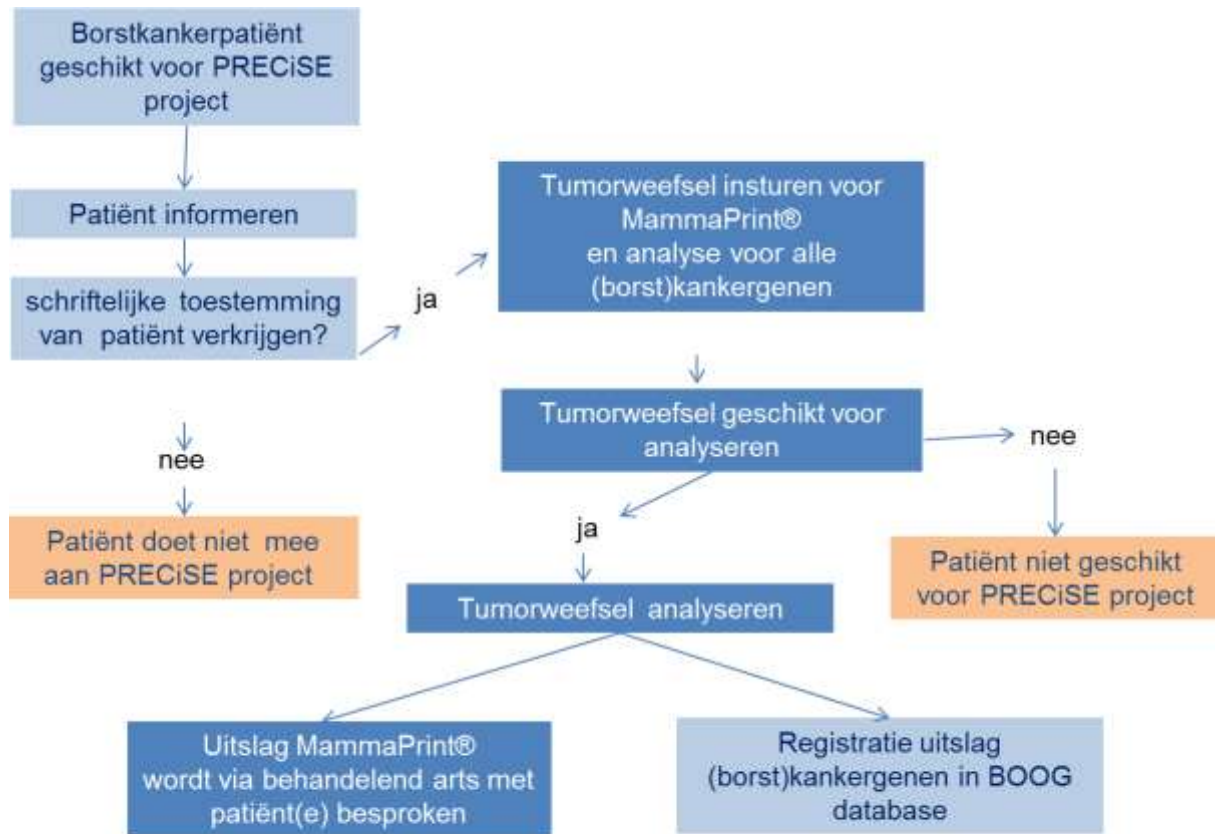 Borstkankerpatiënt
geschikt voor PRECiSE
project
Patiënt informeren
schriftelijke toestemming
van patiënt verkrijgen?
ja
nee
Patiënt doet niet mee
aan PRECiSE project
Tumorweefsel insturen voor
MammaPrint®
en analyse voor alle
(borst)kankergenen
Tumorweefsel geschikt voor
analyseren
nee
Patiënt niet geschikt
voor PRECiSE project
ja
Tumorweefsel analyseren
Uitslag MammaPrint®
wordt via behandelend arts met
patiënt(e) besproken
Registratie uitslag
(borst)kankergenen in BOOG
database